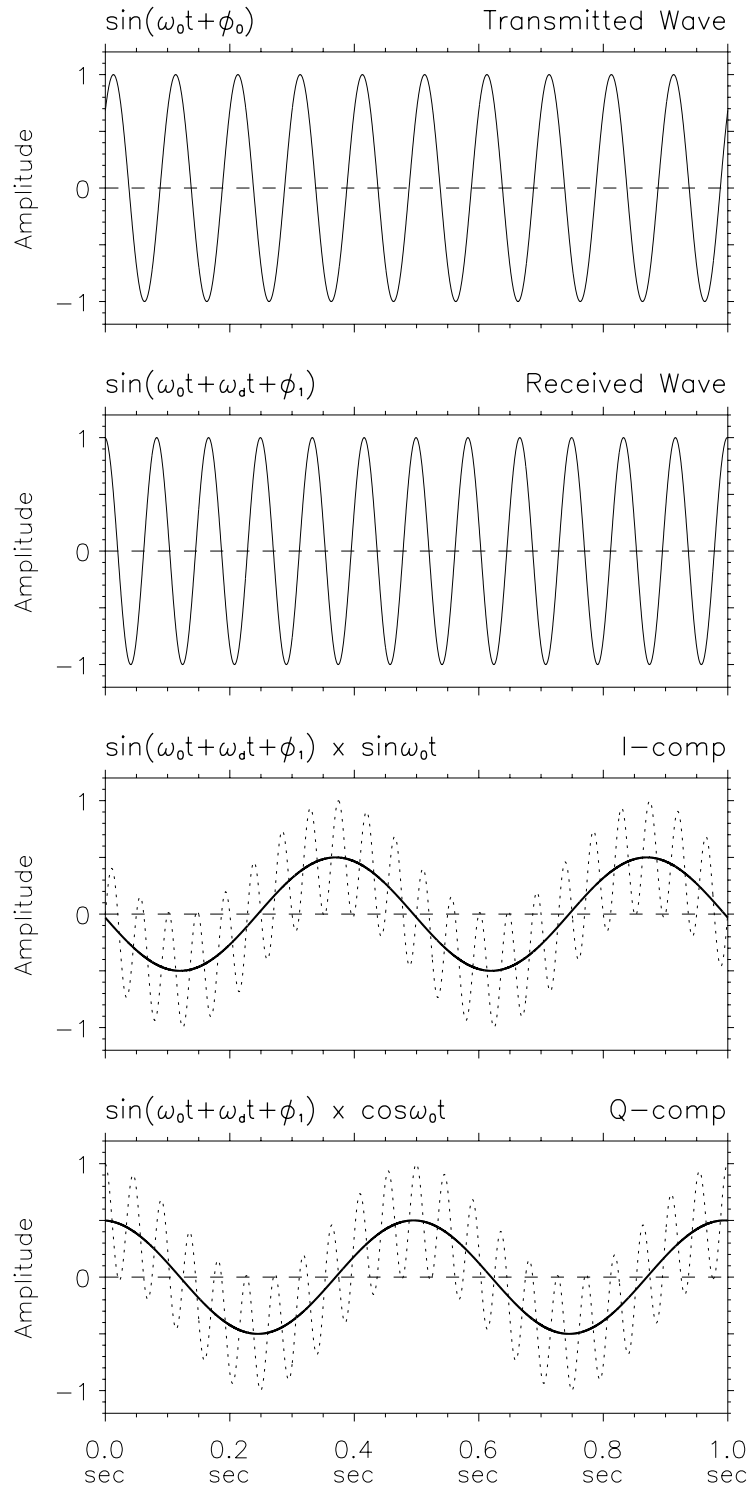 sin(ω₀t+ϕ₀) Transmitted Wave
1
0
−1
Amplitude
sin(ω₀t+ω_dt+ϕ₁) Received Wave
1
0
−1
Amplitude
sin(ω₀t+ω_dt+ϕ₁) x sinω₀t I−comp
1
0
−1
Amplitude
sin(ω₀t+ω_dt+ϕ₁) x cosω₀t Q−comp
1
0
−1
Amplitude
0.0 0.2 0.4 0.6 0.8 1.0
sec sec sec sec sec sec